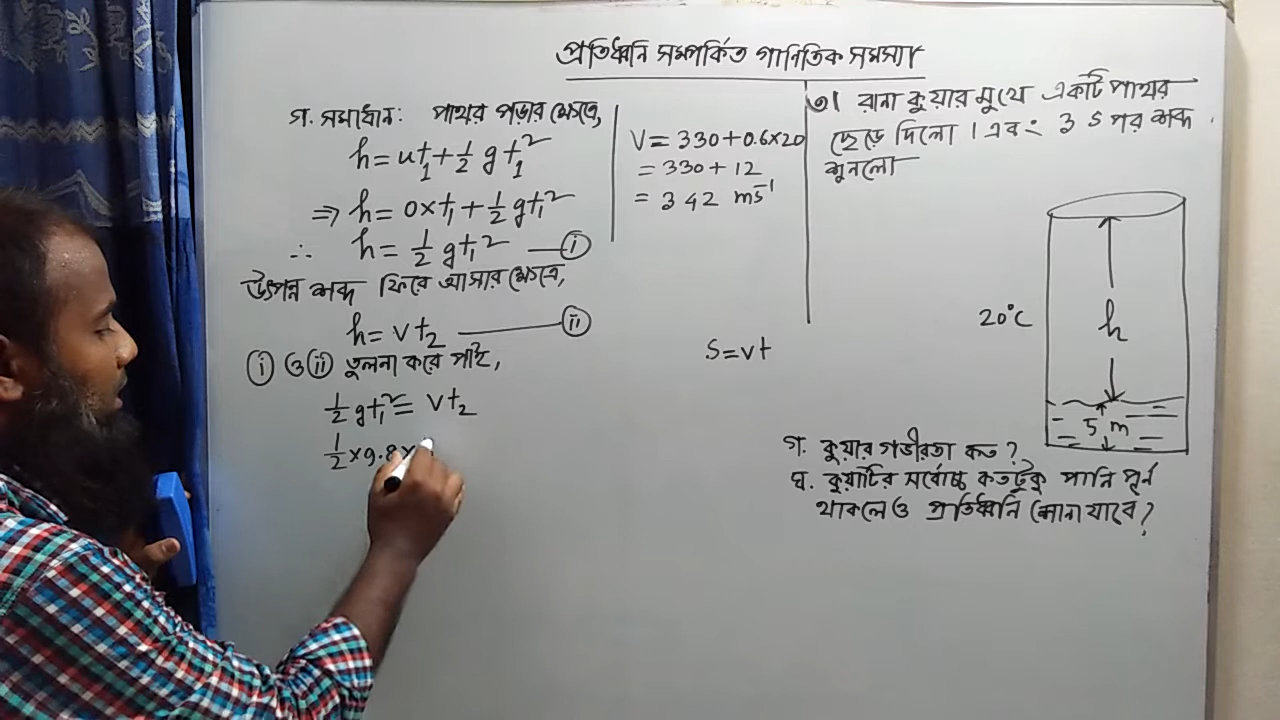 প্রতিধ্বনি সম্পর্কিত গানিতিক সমস্যা
গ. সমাধান: পাথর পড়ার ক্ষেত্রে,
h = ut₁ + ½ gt₁²
⇒ h = 0×t₁ + ½ gt₁²
∴ h = ½ gt₁² — (i)
উৎপন্ন শব্দ ফিরে আসার ক্ষেত্রে,
h = vt₂ — (ii)
(i) ও (ii) তুলনা করে পাই,
½ gt₁² = vt₂
½ × 9.8 ×
V = 330 + 0.6×20
= 330 + 12
= 342 ms⁻¹
S = vt
৩। রানা কুয়ার মুখে একটি পাথর
ছেড়ে দিলো। এবং 3 s পর শব্দ
শুনলো
20°C
h
5 m
গ. কুয়ার গভীরতা কত?
ঘ. কুয়াটির সর্বোচ্চ কতটুকু পানি পূর্ন
থাকলেও প্রতিধ্বনি শোনা যাবে?